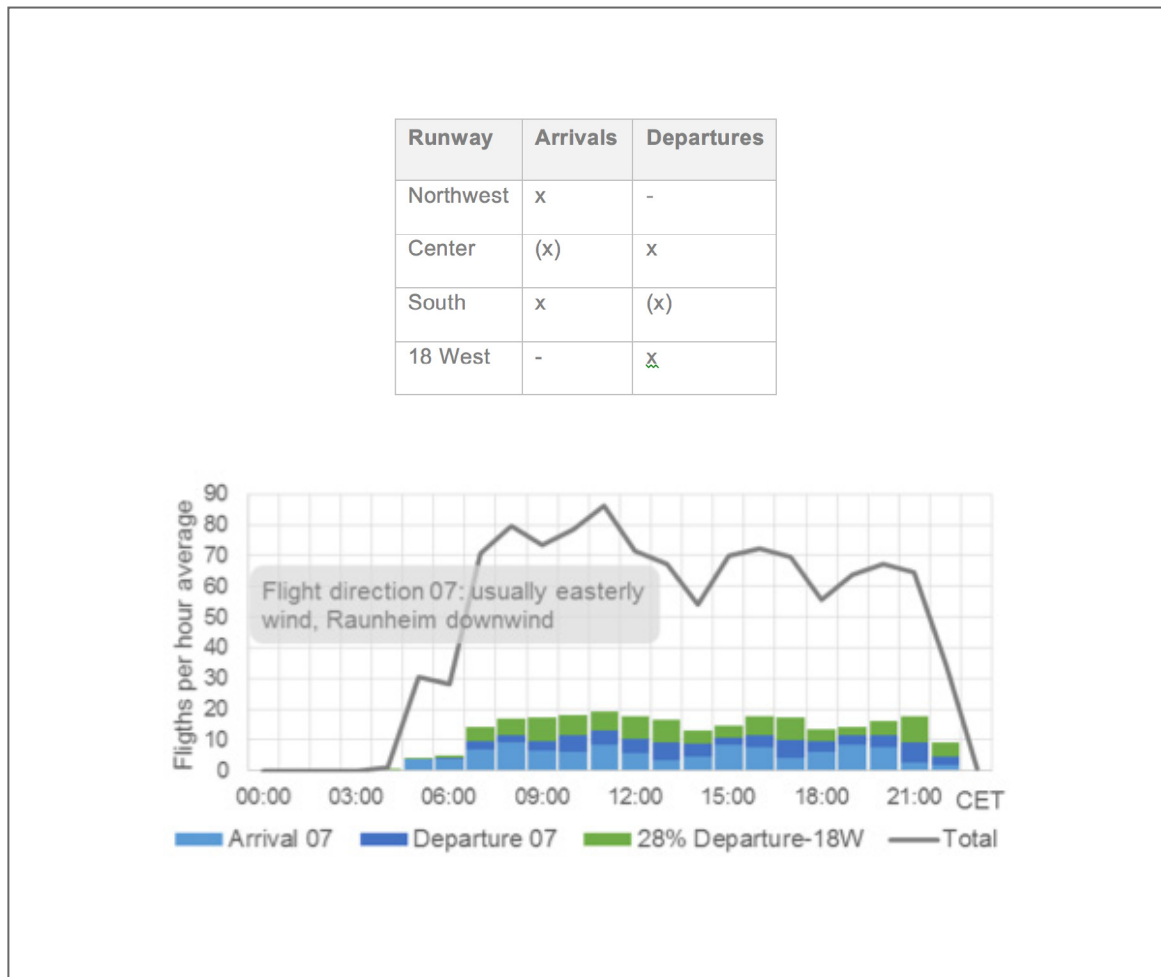 Runway Arrivals Departures
Northwest x -
Center (x) x
South x (x)
18 West - x
Fligths per hour average
90
80
70
60
50
40
30
20
10
0
Flight direction 07: usually easterly
wind, Raunheim downwind
00:00 03:00 06:00 09:00 12:00 15:00 18:00 21:00 CET
Arrival 07 Departure 07 28% Departure-18W Total